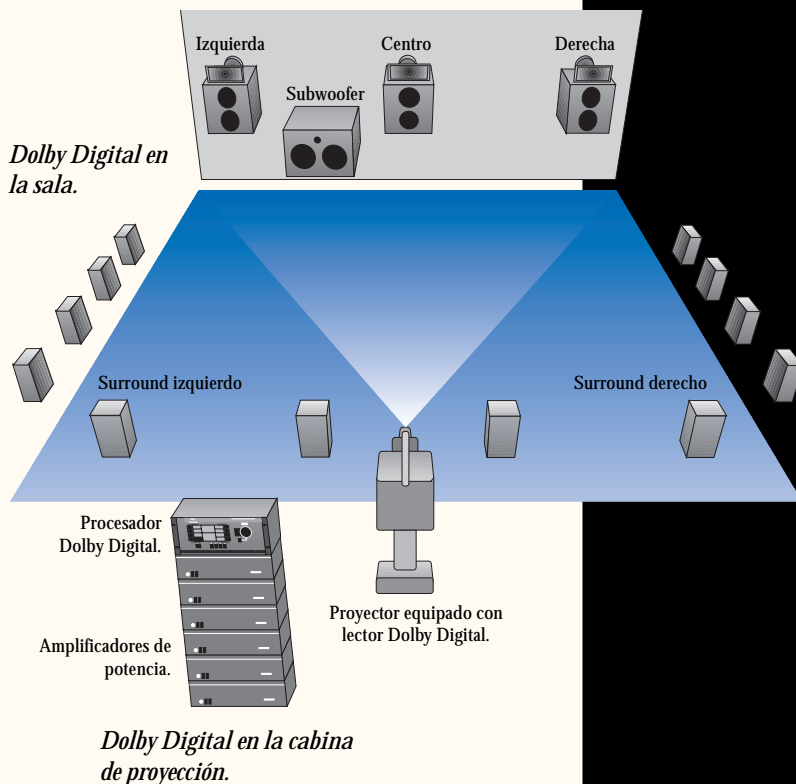 Izquierda
Centro
Derecha
Subwoofer
Dolby Digital en
la sala.
Surround izquierdo
Surround derecho
Procesador
Dolby Digital.
Proyector equipado con
lector Dolby Digital.
Amplificadores de
potencia.
Dolby Digital en la cabina
de proyección.